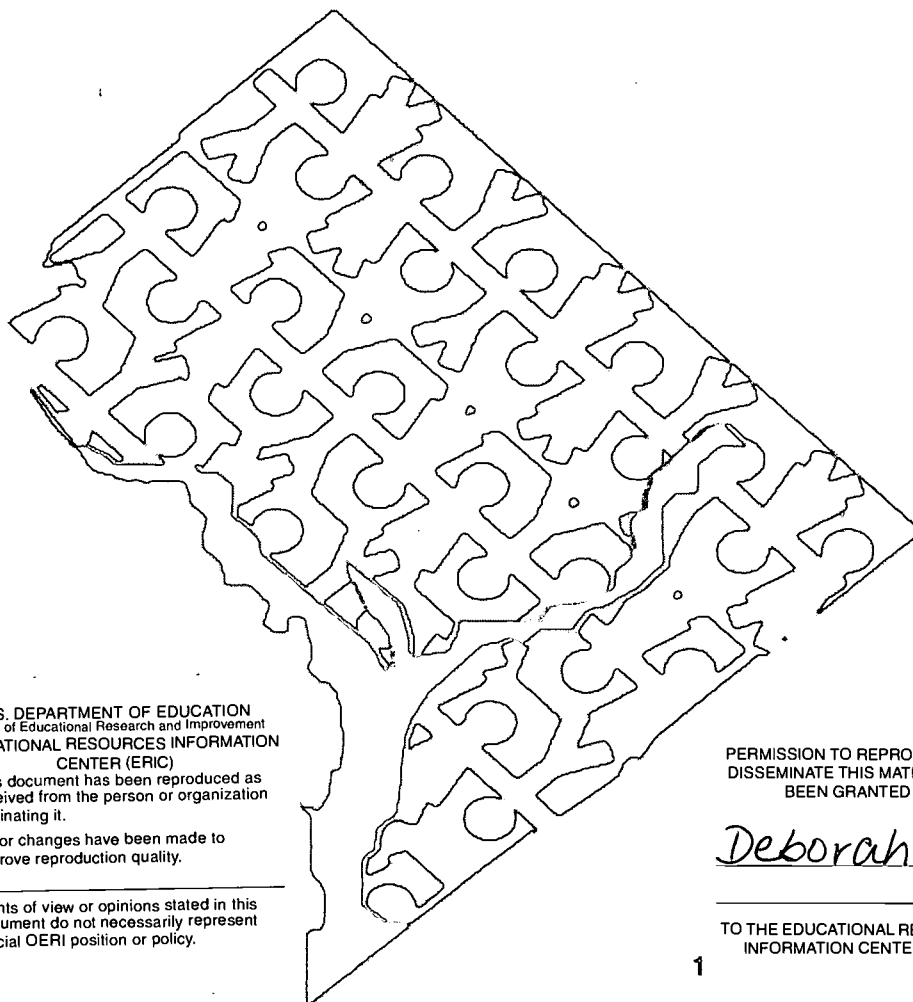 S. DEPARTMENT OF EDUCATION
of Educational Research and Improvement
ATIONAL RESOURCES INFORMATION
CENTER (ERIC)
s document has been reproduced as
eived from the person or organization
inating it.
or changes have been made to
rove reproduction quality.
nts of view or opinions stated in this
ument do not necessarily represent
cial OERI position or policy.
PERMISSION TO REPRO
DISSEMINATE THIS MAT
BEEN GRANTED
Deborah
TO THE EDUCATIONAL RE
INFORMATION CENTE
1